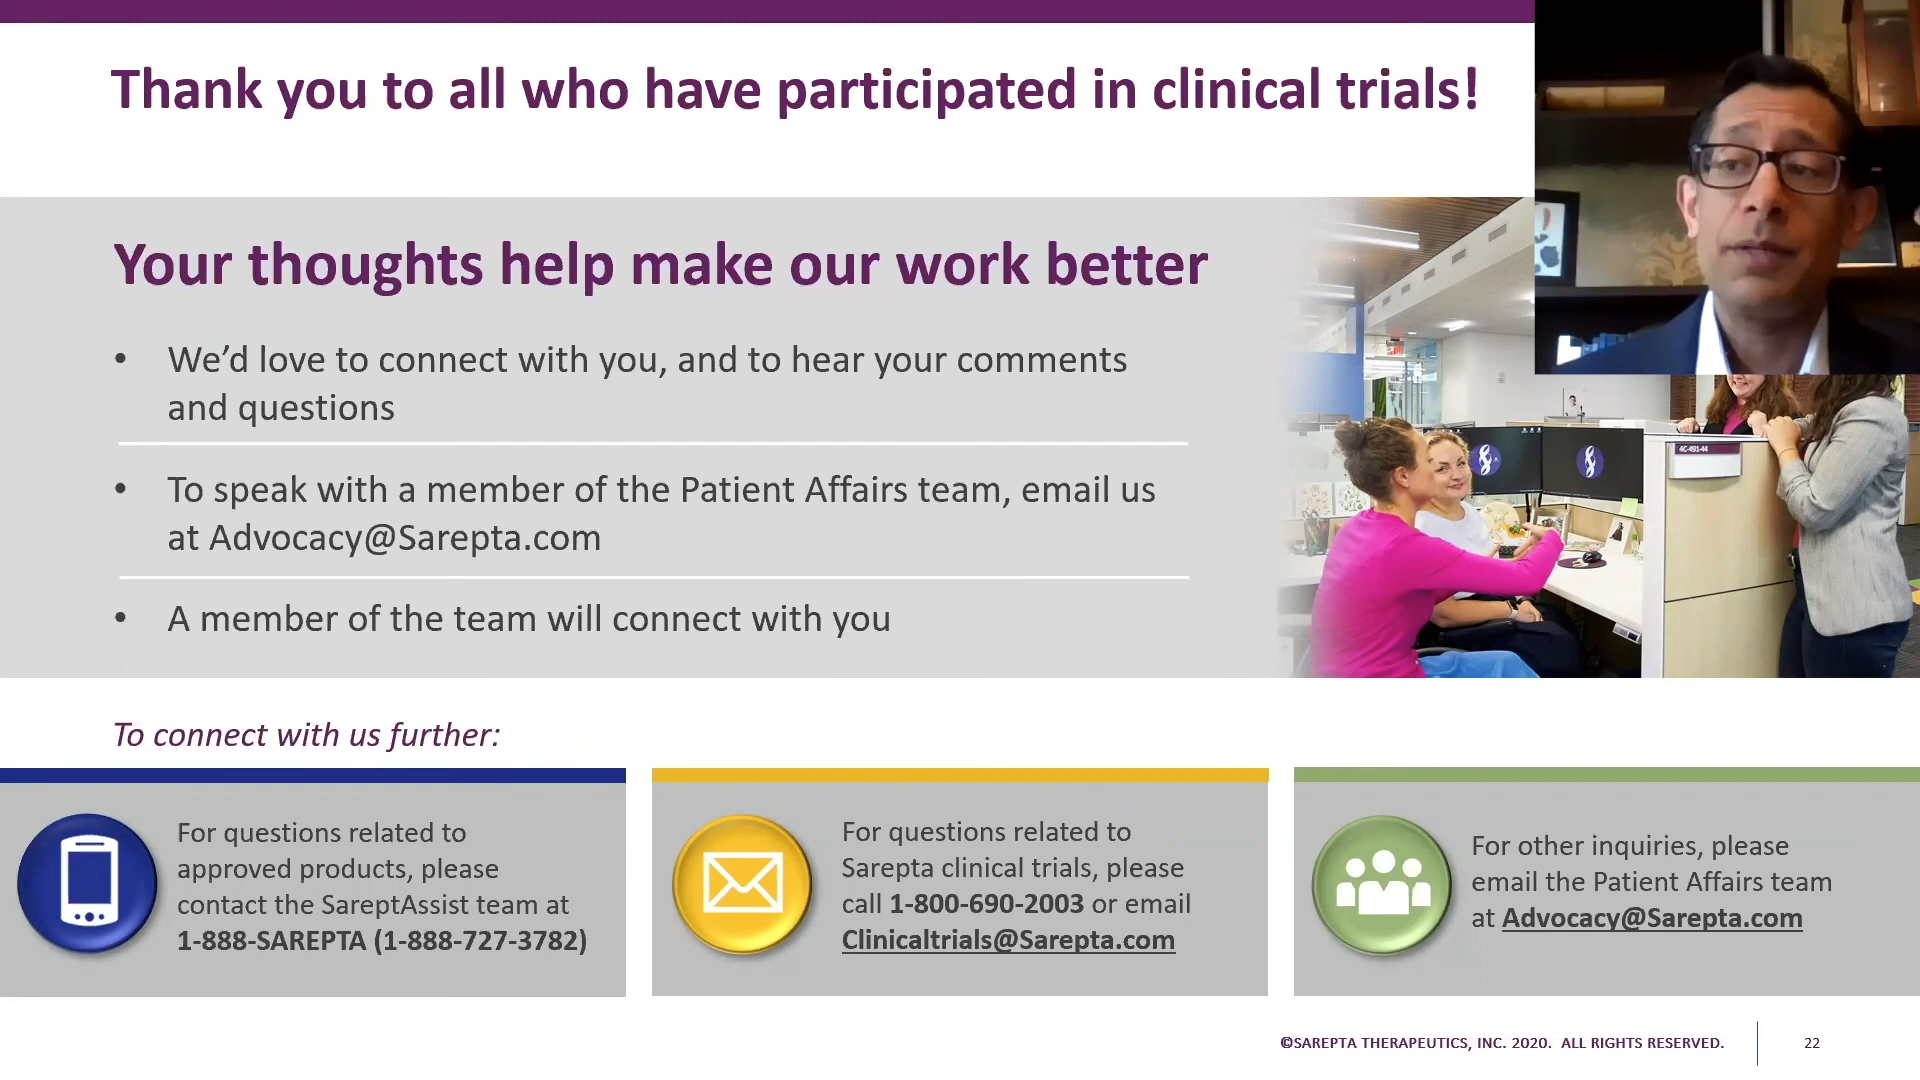 Thank you to all who have participated in clinical trials!
Your thoughts help make our work better
• We’d love to connect with you, and to hear your comments
and questions
• To speak with a member of the Patient Affairs team, email us
at Advocacy@Sarepta.com
• A member of the team will connect with you
4C-491-44
To connect with us further:
For questions related to
approved products, please
contact the SareptAssist team at
1-888-SAREPTA (1-888-727-3782)
For questions related to
Sarepta clinical trials, please
call 1-800-690-2003 or email
Clinicaltrials@Sarepta.com
For other inquiries, please
email the Patient Affairs team
at Advocacy@Sarepta.com
©SAREPTA THERAPEUTICS, INC. 2020. ALL RIGHTS RESERVED.
22